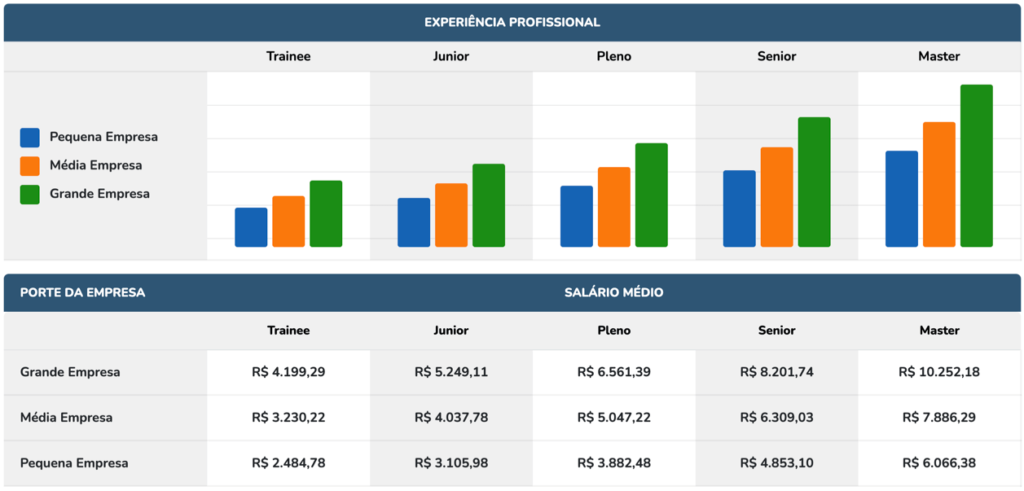 EXPERIÊNCIA PROFISSIONAL
Trainee Junior Pleno Senior Master
Pequena Empresa
Média Empresa
Grande Empresa
PORTE DA EMPRESA SALÁRIO MÉDIO
Trainee Junior Pleno Senior Master
Grande Empresa R$ 4.199,29 R$ 5.249,11 R$ 6.561,39 R$ 8.201,74 R$ 10.252,18
Média Empresa R$ 3.230,22 R$ 4.037,78 R$ 5.047,22 R$ 6.309,03 R$ 7.886,29
Pequena Empresa R$ 2.484,78 R$ 3.105,98 R$ 3.882,48 R$ 4.853,10 R$ 6.066,38